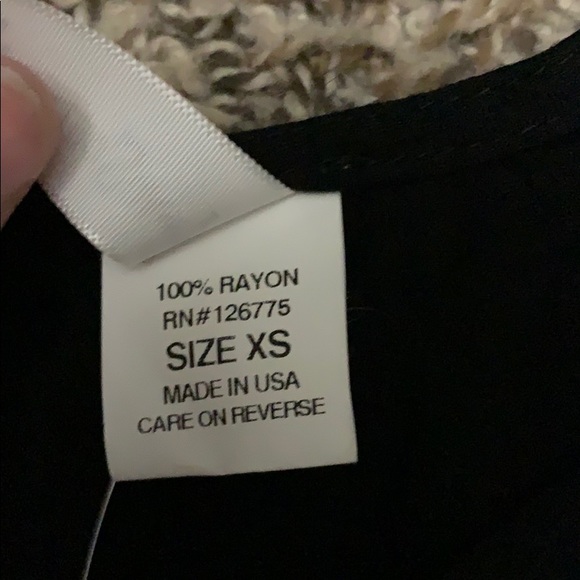 100% RAYON
RN#126775
SIZE XS
MADE IN USA
CARE ON REVERSE